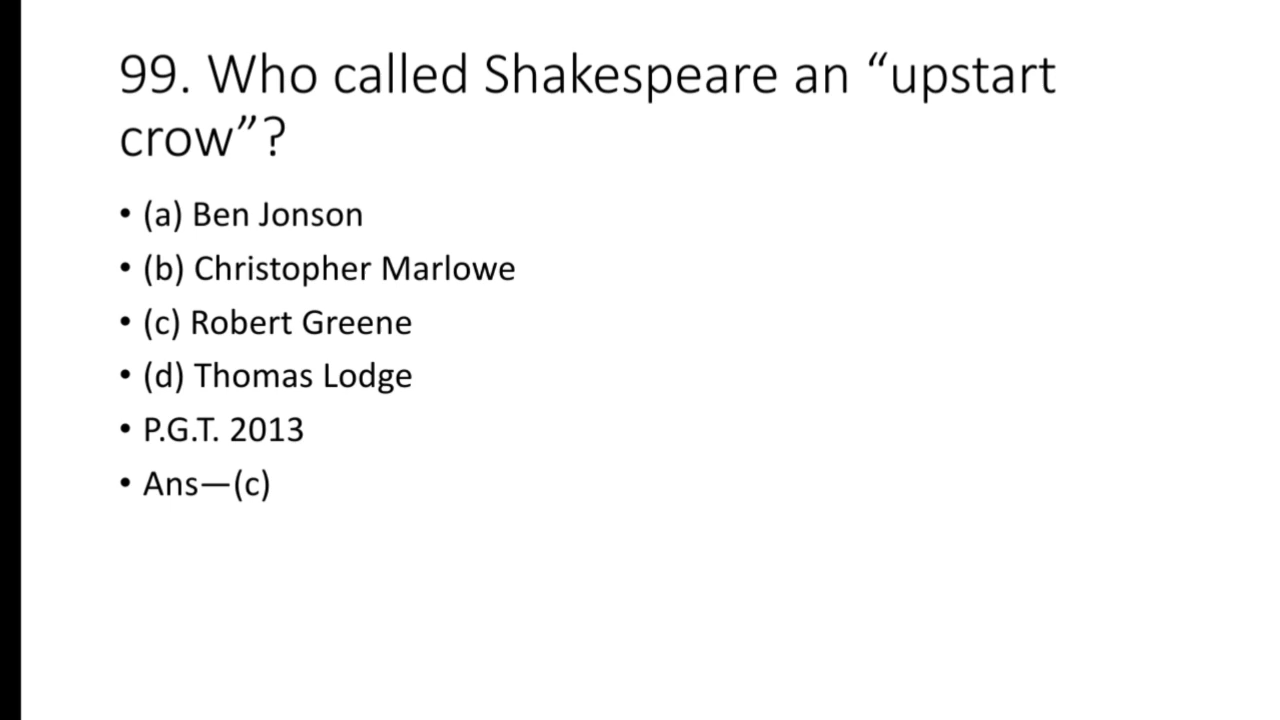 99. Who called Shakespeare an “upstart
crow”?
• (a) Ben Jonson
• (b) Christopher Marlowe
• (c) Robert Greene
• (d) Thomas Lodge
• P.G.T. 2013
• Ans—(c)